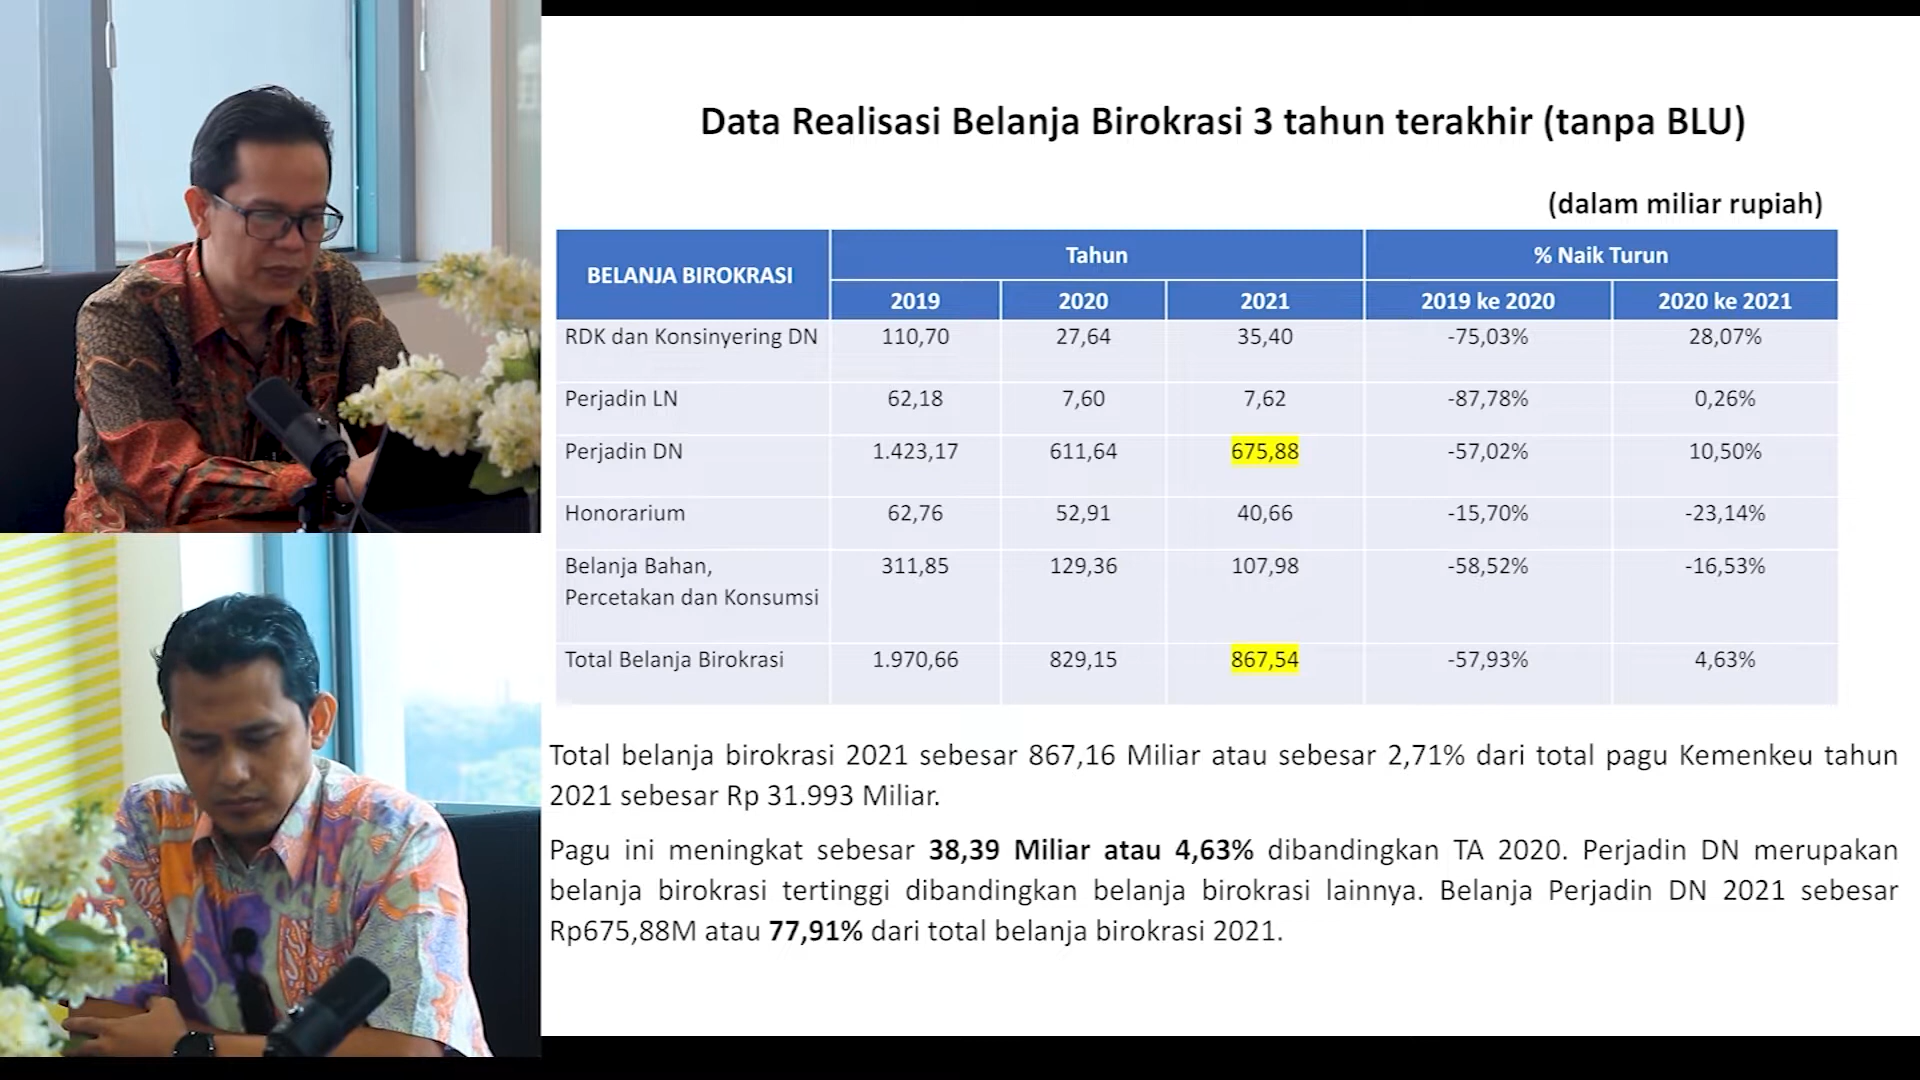 Data Realisasi Belanja Birokrasi 3 tahun terakhir (tanpa BLU)
(dalam miliar rupiah)
BELANJA BIROKRASI Tahun % Naik Turun
2019 2020 2021 2019 ke 2020 2020 ke 2021
RDK dan Konsinyering DN 110,70 27,64 35,40 -75,03% 28,07%
Perjadin LN 62,18 7,60 7,62 -87,78% 0,26%
Perjadin DN 1.423,17 611,64 675,88 -57,02% 10,50%
Honorarium 62,76 52,91 40,66 -15,70% -23,14%
Belanja Bahan, 311,85 129,36 107,98 -58,52% -16,53%
Percetakan dan Konsumsi
Total Belanja Birokrasi 1.970,66 829,15 867,54 -57,93% 4,63%
Total belanja birokrasi 2021 sebesar 867,16 Miliar atau sebesar 2,71% dari total pagu Kemenkeu tahun
2021 sebesar Rp 31.993 Miliar.
Pagu ini meningkat sebesar 38,39 Miliar atau 4,63% dibandingkan TA 2020. Perjadin DN merupakan
belanja birokrasi tertinggi dibandingkan belanja birokrasi lainnya. Belanja Perjadin DN 2021 sebesar
Rp675,88M atau 77,91% dari total belanja birokrasi 2021.